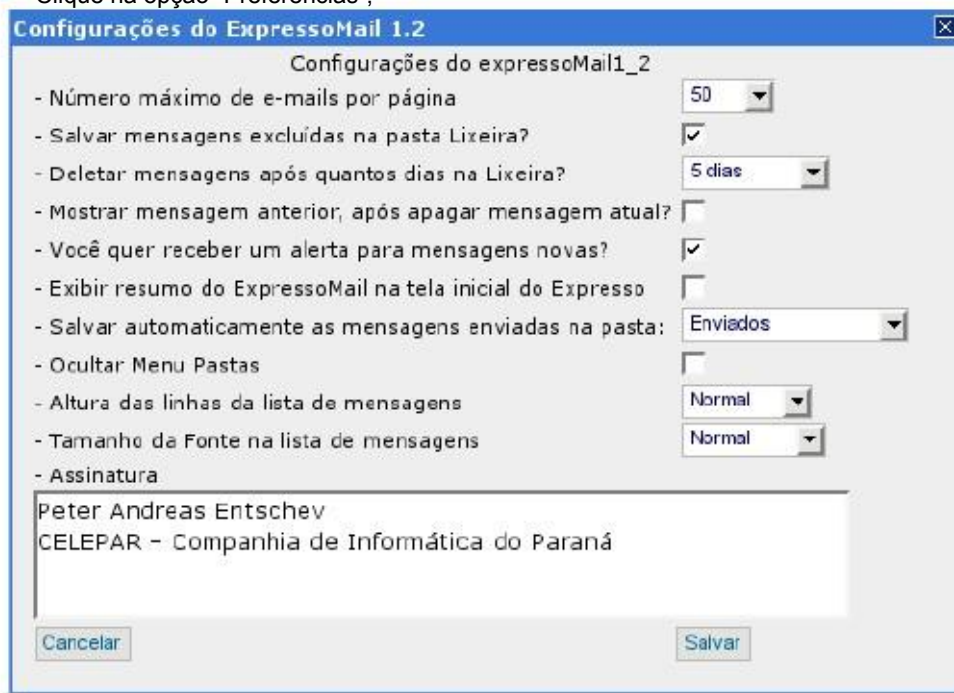 Clique na opção "Preferências";
Configurações do ExpressoMail 1.2
Configurações do expressoMail1_2
- Número máximo de e-mails por página 50
- Salvar mensagens excluídas na pasta Lixeira?
- Deletar mensagens após quantos dias na Lixeira? 5 dias
- Mostrar mensagem anterior, após apagar mensagem atual?
- Você quer receber um alerta para mensagens novas?
- Exibir resumo do ExpressoMail na tela inicial do Expresso
- Salvar automaticamente as mensagens enviadas na pasta: Enviados
- Ocultar Menu Pastas
- Altura das linhas da lista de mensagens Normal
- Tamanho da Fonte na lista de mensagens Normal
- Assinatura
Peter Andreas Entschev
CELEPAR – Companhia de Informática do Paraná
Cancelar Salvar